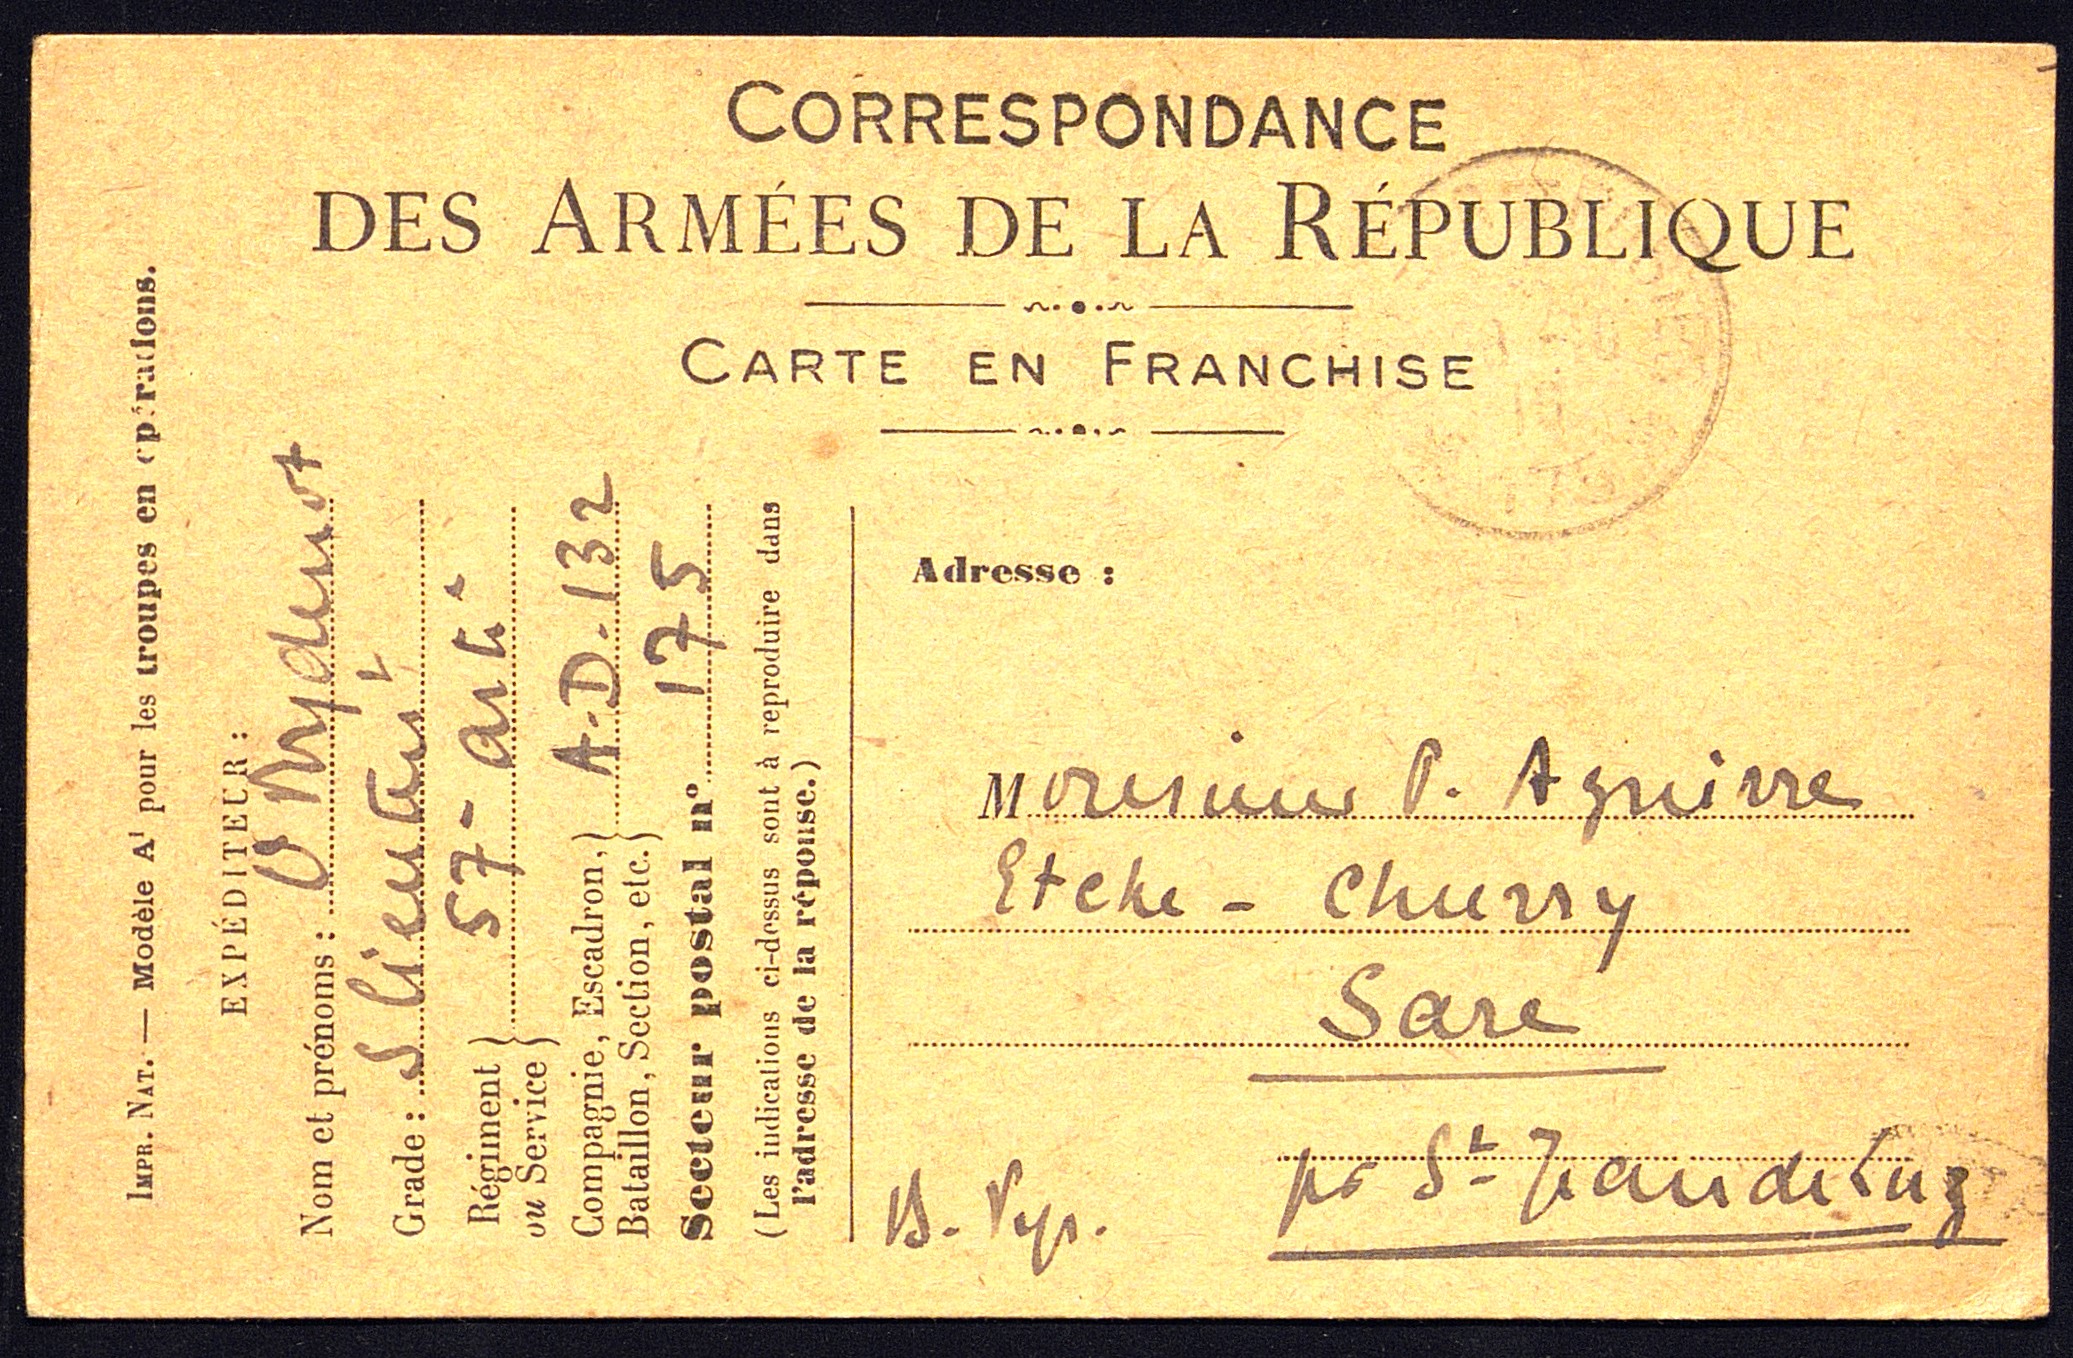 CORRESPONDANCE
DES ARMÉES DE LA RÉPUBLIQUE
CARTE EN FRANCHISE
IMPR. NAT. — Modèle A¹ pour les troupes en opérations.
EXPÉDITEUR :
Nom et prénoms :
Grade : S Lieutant
Régiment ou Service } 57- arti
Compagnie, Escadron, Bataillon, Section, etc. } A.D. 132
Secteur postal n° 175
(Les indications ci-dessus sont à reproduire dans
l'adresse de la réponse.)
Adresse :
Monsieur P. Aguirre
Etche - Churry
Sare
pr St Jean de Luz
B. Pyr.